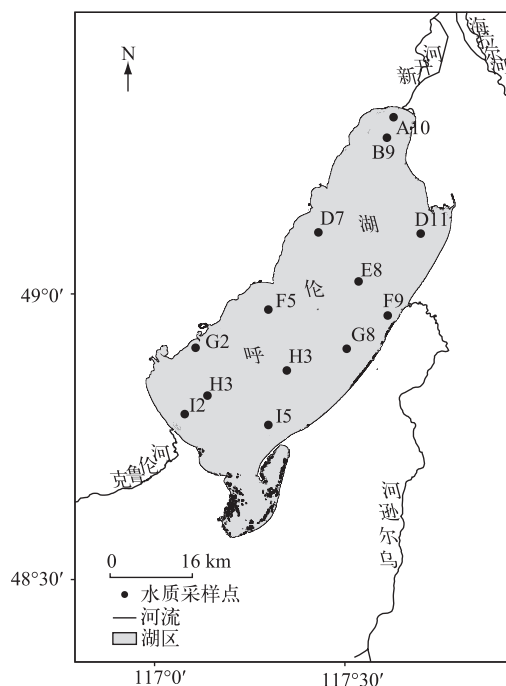 N
新开河
海拉尔河
A10
B9
D7
湖
D11
E8
伦
49°0′
F5
F9
G2
呼
H3
G8
H3
I2
I5
克鲁伦河
河逊尔乌
0 16 km
48°30′
水质采样点
河流
湖区
117°0′
117°30′